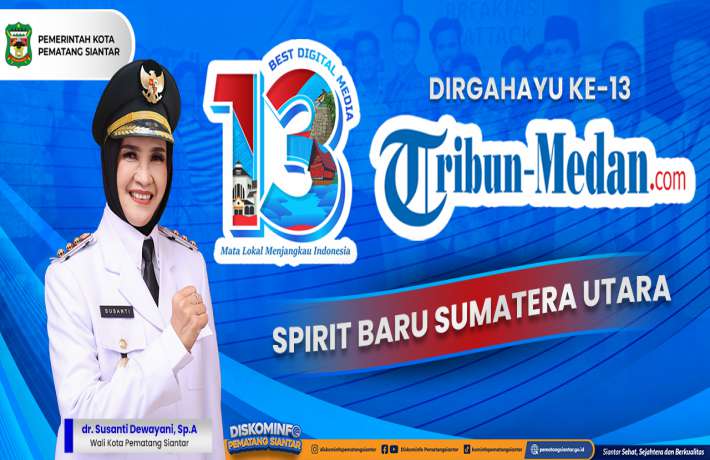 PEMERINTAH KOTA
PEMATANG SIANTAR
BEST DIGITAL MEDIA
13
Mata Lokal Menjangkau Indonesia
DIRGAHAYU KE-13
Tribun-Medan.com
SPIRIT BARU SUMATERA UTARA
SUSANTI
dr. Susanti Dewayani, Sp.A
Wali Kota Pematang Siantar
DISKOMINFO
PEMATANG SIANTAR
diskominfopematangsiantar
Diskominfo Pematangsiantar
kominfopematangsiantar
pematangsiantar.go.id
Siantar Sehat, Sejahtera dan Berkualitas